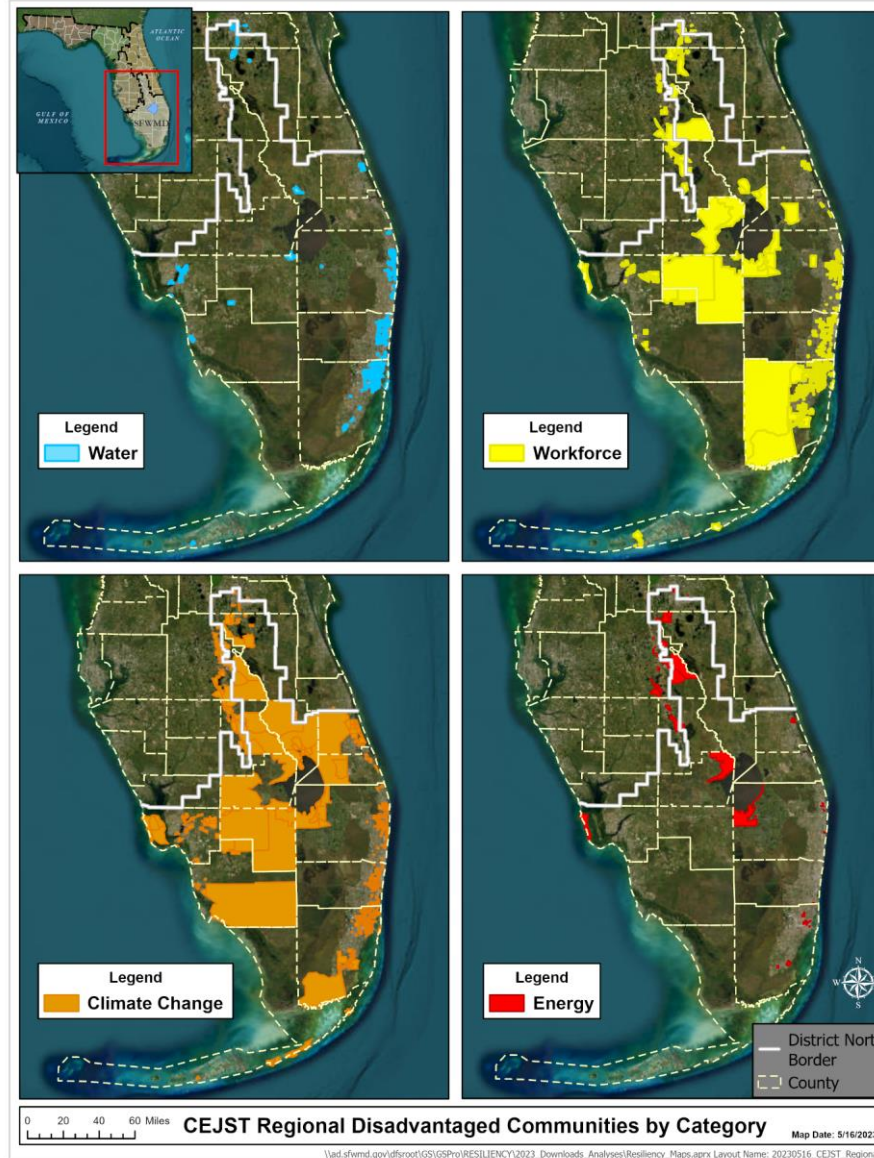 ATLANTIC
OCEAN
GULF OF
MEXICO
SFWMD
Legend
Water
Legend
Workforce
Legend
Climate Change
Legend
Energy
N
W
S
District Nort
Border
County
0 20 40 60 Miles
CEJST Regional Disadvantaged Communities by Category
Map Date: 5/16/2023
\\ad.sfwmd.gov\dfsroot\GS\GSPro\RESILIENCY\2023_Downloads_Analyses\Resiliency_Maps.aprx Layout Name: 20230516_CEJST_Regiona